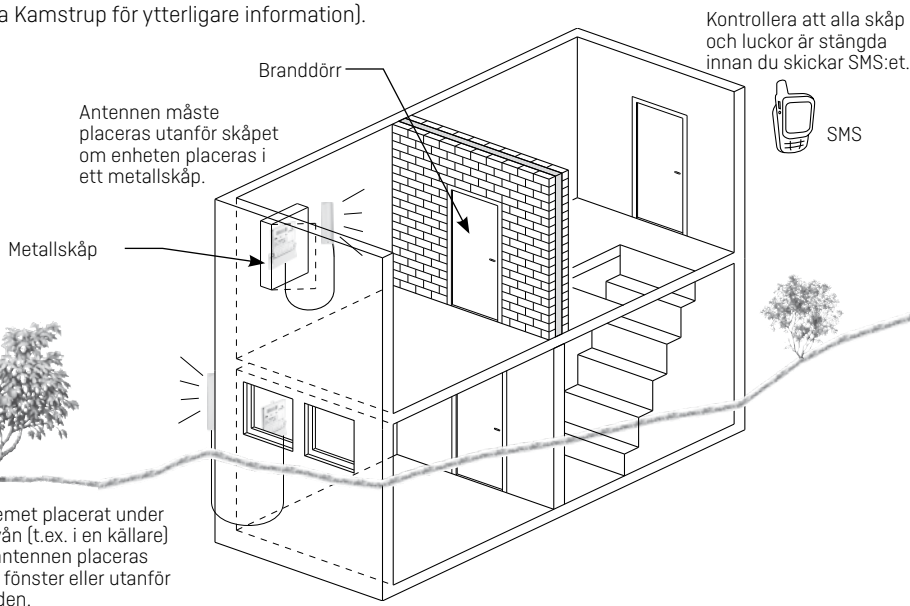 a Kamstrup för ytterligare information).
Kontrollera att alla skåp
och luckor är stängda
innan du skickar SMS:et.
SMS
Branddörr
Antennen måste
placeras utanför skåpet
om enheten placeras i
ett metallskåp.
Metallskåp
emet placerat under
vån (t.ex. i en källare)
antennen placeras
fönster eller utanför
den.